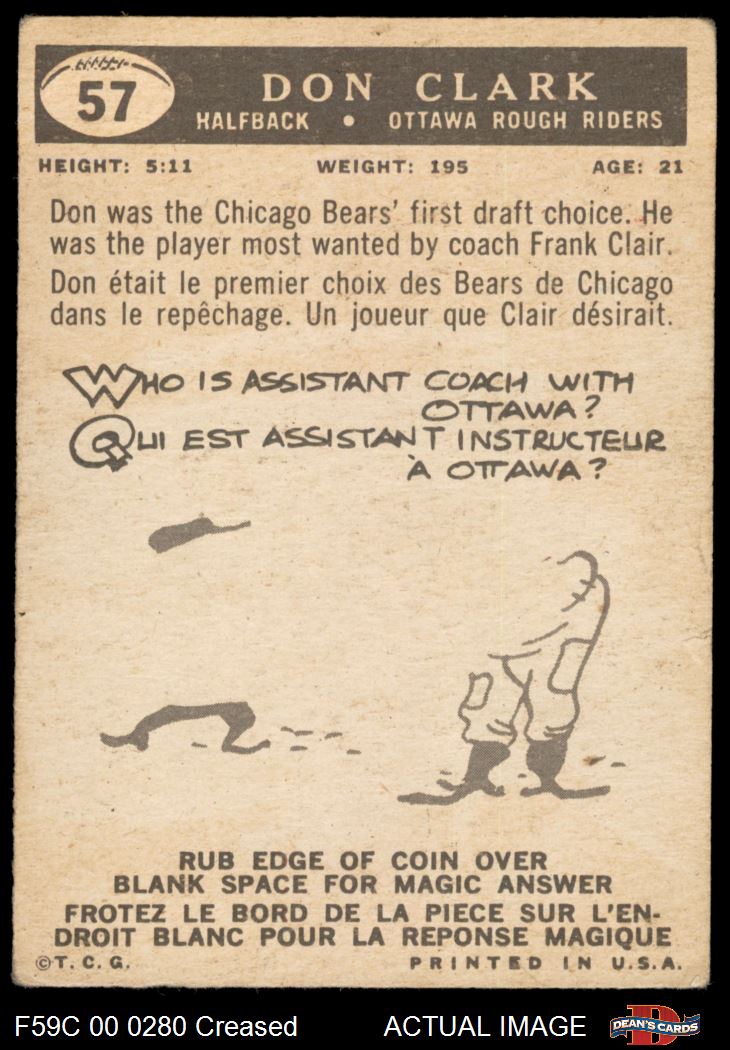 57
DON CLARK
HALFBACK • OTTAWA ROUGH RIDERS
HEIGHT: 5:11 WEIGHT: 195 AGE: 21
Don was the Chicago Bears' first draft choice. He
was the player most wanted by coach Frank Clair.
Don était le premier choix des Bears de Chicago
dans le repêchage. Un joueur que Clair désirait.
WHO IS ASSISTANT COACH WITH
OTTAWA?
QUI EST ASSISTANT INSTRUCTEUR
À OTTAWA?
RUB EDGE OF COIN OVER
BLANK SPACE FOR MAGIC ANSWER
FROTEZ LE BORD DE LA PIECE SUR L'EN-
DROIT BLANC POUR LA REPONSE MAGIQUE
©T.C.G. PRINTED IN U.S.A.
F59C 00 0280 Creased ACTUAL IMAGE DEAN'S CARDS